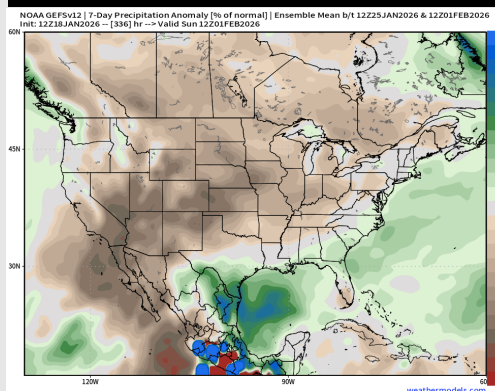 NOAA GEFSv12 | 7-Day Precipitation Anomaly [% of normal] | Ensemble Mean b/t 12Z25JAN2026 & 12Z01FEB2026
Init: 12Z18JAN2026 -- [336] hr --> Valid Sun 12Z01FEB2026
60N
45N
30N
120W
90W
60
weathermodels.com